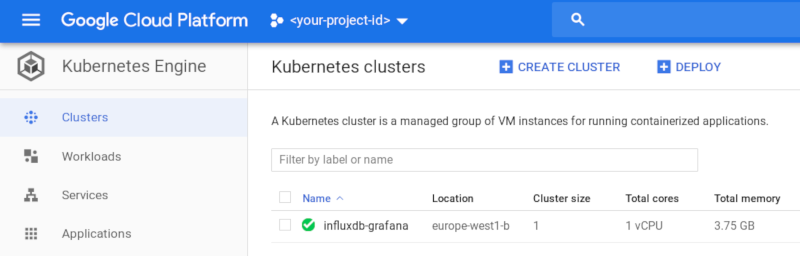 Google Cloud Platform <your-project-id>
Kubernetes Engine
Kubernetes clusters CREATE CLUSTER DEPLOY
Clusters
Workloads
Services
Applications
A Kubernetes cluster is a managed group of VM instances for running containerized applications.
Filter by label or name
Name Location Cluster size Total cores Total memory
influxdb-grafana europe-west1-b 1 1 vCPU 3.75 GB